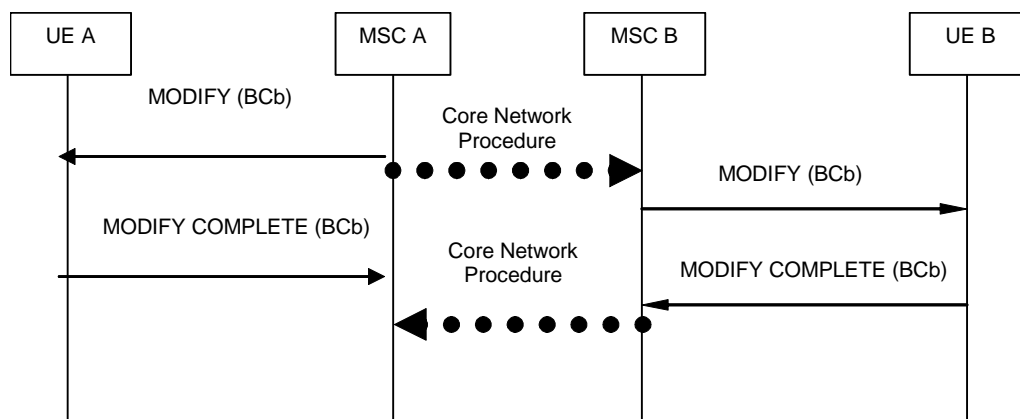 UE A
MSC A
MSC B
UE B
MODIFY (BCb)
Core Network
Procedure
MODIFY (BCb)
MODIFY COMPLETE (BCb)
Core Network
Procedure
MODIFY COMPLETE (BCb)